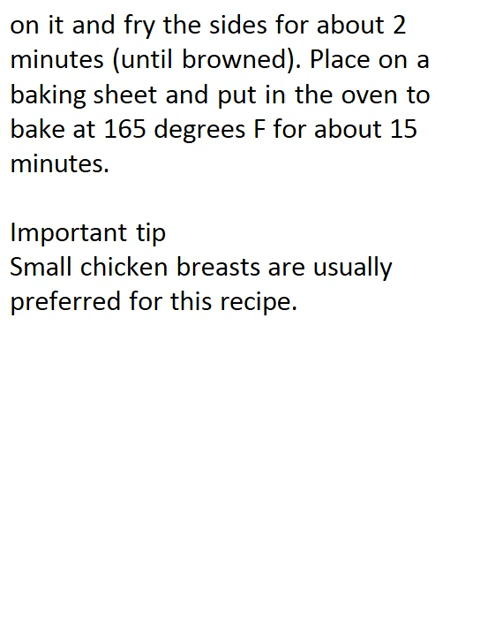 on it and fry the sides for about 2
minutes (until browned). Place on a
baking sheet and put in the oven to
bake at 165 degrees F for about 15
minutes.
Important tip
Small chicken breasts are usually
preferred for this recipe.